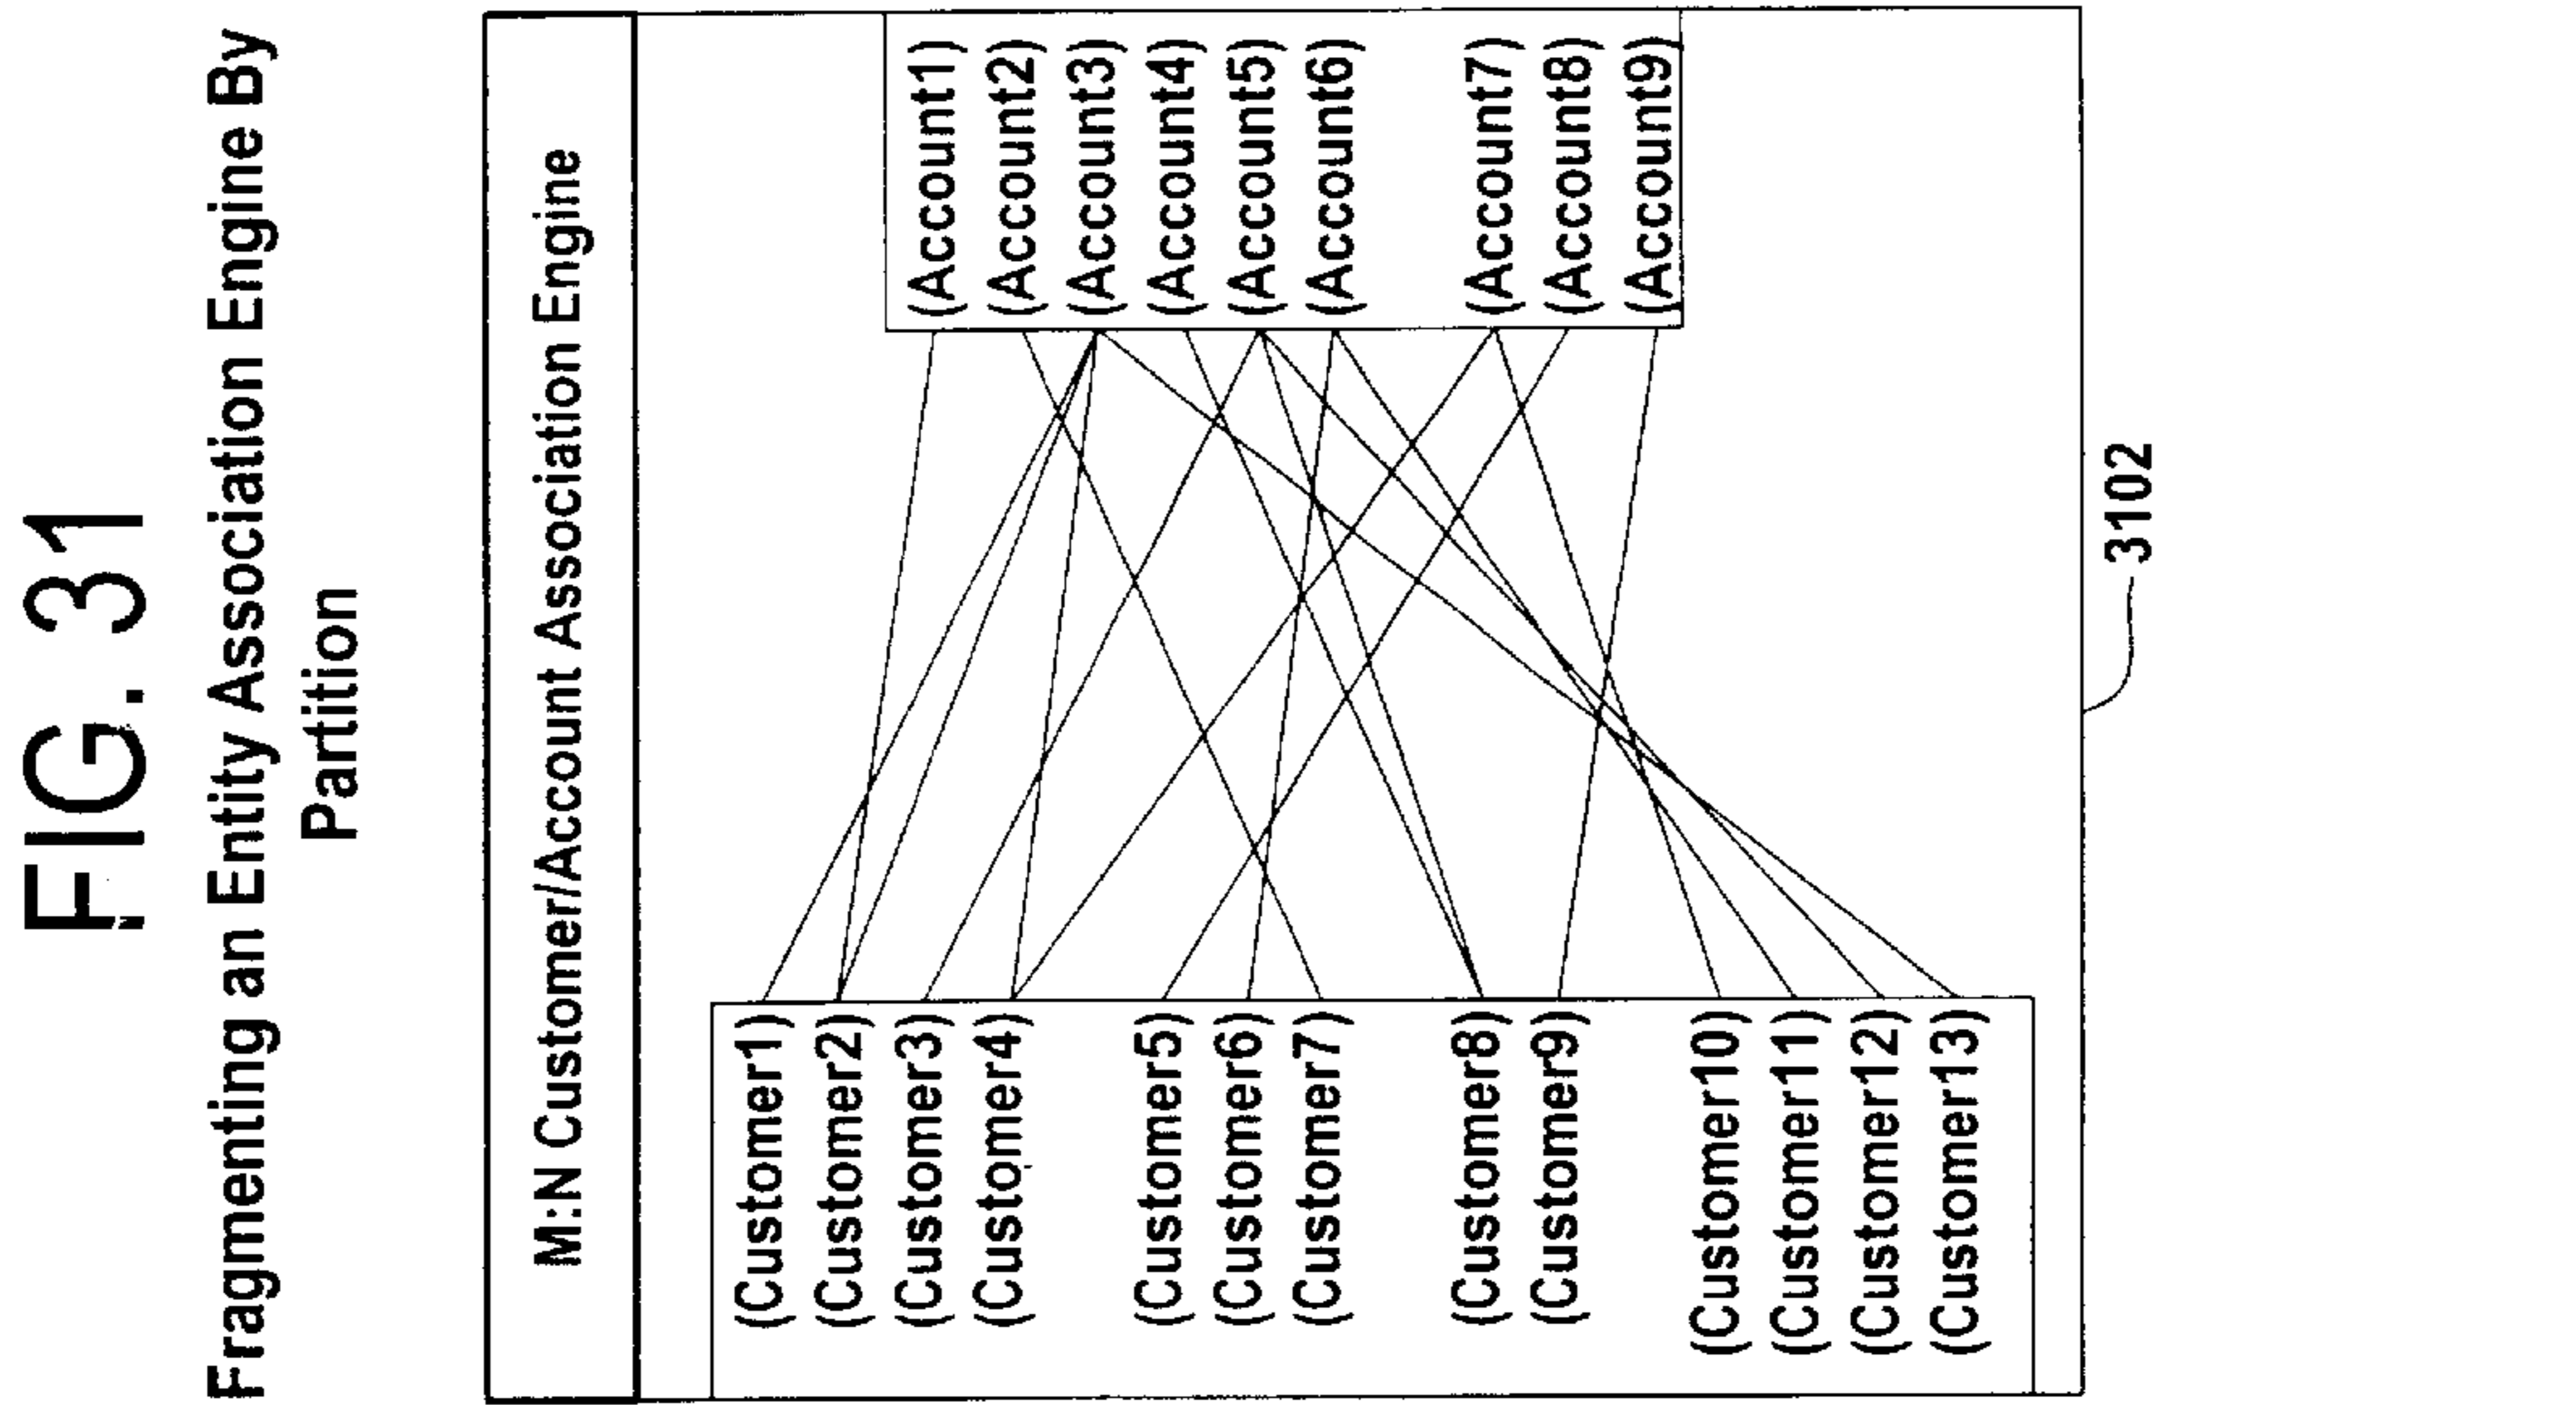 FIG. 31
Fragmenting an Entity Association Engine By
Partition
M:N Customer/Account Association Engine
(Customer1)
(Customer2)
(Customer3)
(Customer4)
(Customer5)
(Customer6)
(Customer7)
(Customer8)
(Customer9)
(Customer10)
(Customer11)
(Customer12)
(Customer13)
(Account1)
(Account2)
(Account3)
(Account4)
(Account5)
(Account6)
(Account7)
(Account8)
(Account9)
3102